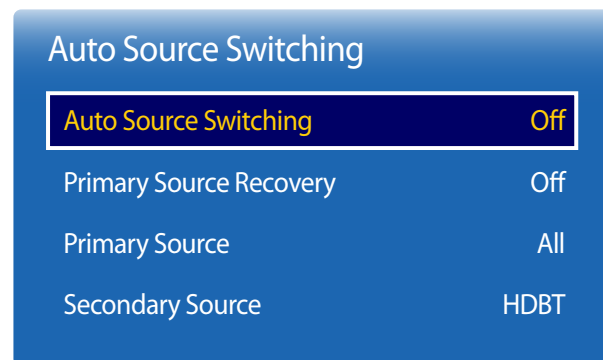 Auto Source Switching
Auto Source Switching Off
Primary Source Recovery Off
Primary Source All
Secondary Source HDBT